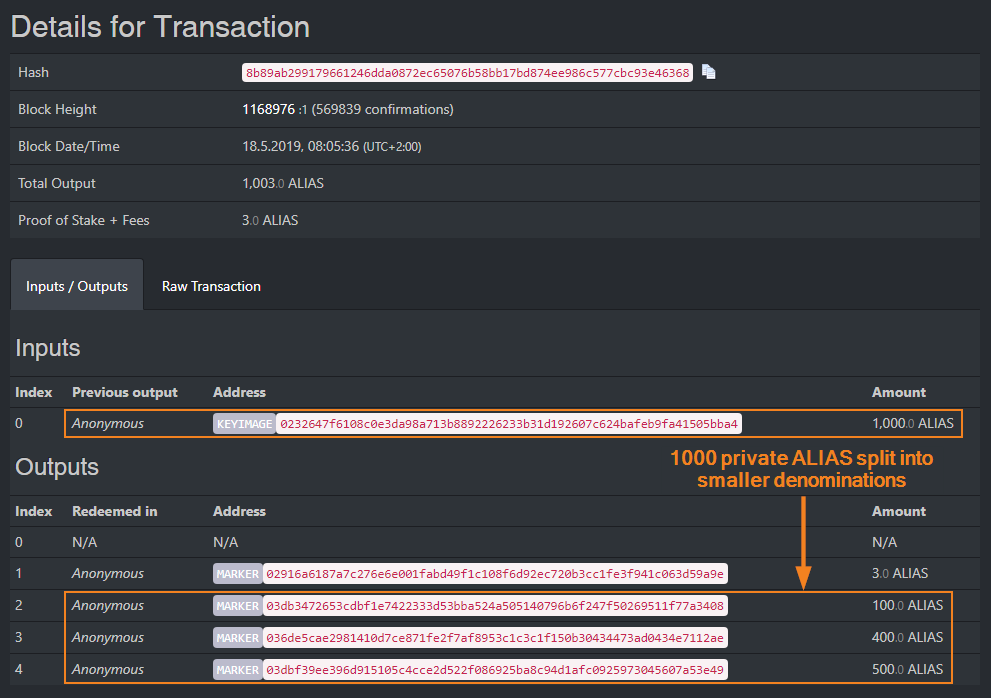 Details for Transaction
Hash 8b89ab299179661246dda0872ec65076b58bb17bd874ee986c577cbc93e46368
Block Height 1168976 :1 (569839 confirmations)
Block Date/Time 18.5.2019, 08:05:36 (UTC+2:00)
Total Output 1,003.0 ALIAS
Proof of Stake + Fees 3.0 ALIAS
Inputs / Outputs Raw Transaction
Inputs
Index Previous output Address Amount
0 Anonymous KEYIMAGE 0232647f6108c0e3da98a713b8892226233b31d192607c624bafeb9fa41505bba4 1,000.0 ALIAS
Outputs
1000 private ALIAS split into
smaller denominations
Index Redeemed in Address Amount
0 N/A N/A N/A
1 Anonymous MARKER 02916a6187a7c276e6e001fabd49f1c108f6d92ec720b3cc1fe3f941c063d59a9e 3.0 ALIAS
2 Anonymous MARKER 03db3472653cdbf1e7422333d53bba524a505140796b6f247f50269511f77a3408 100.0 ALIAS
3 Anonymous MARKER 036de5cae2981410d7ce871fe2f7af8953c1c3c1f150b30434473ad0434e7112ae 400.0 ALIAS
4 Anonymous MARKER 03dbf39ee396d915105c4cce2d522f086925ba8c94d1afc0925973045607a53e49 500.0 ALIAS